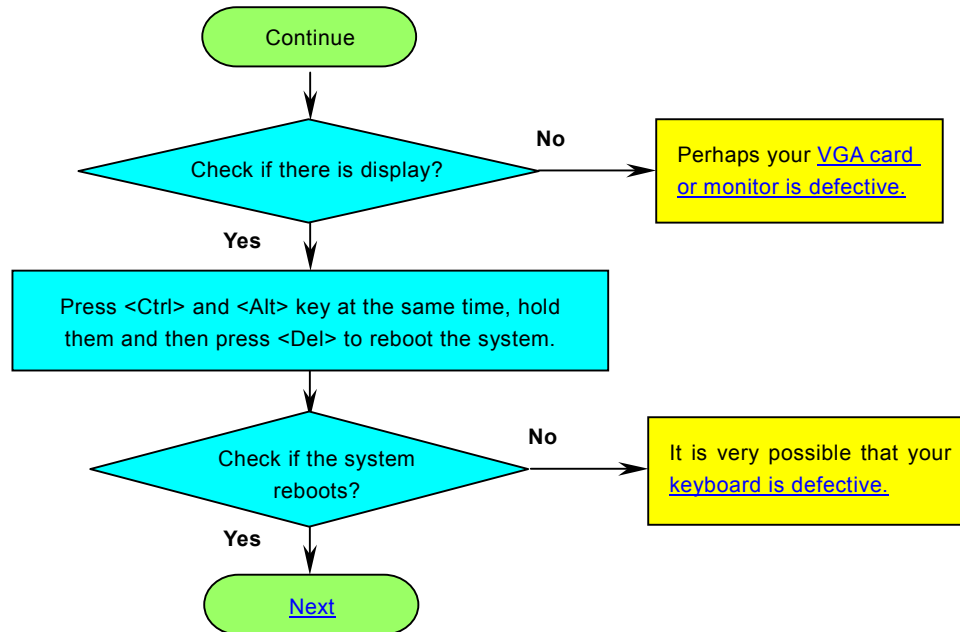 Continue
Check if there is display?
No
Perhaps your VGA card
or monitor is defective.
Yes
Press <Ctrl> and <Alt> key at the same time, hold
them and then press <Del> to reboot the system.
Check if the system
reboots?
No
It is very possible that your
keyboard is defective.
Yes
Next